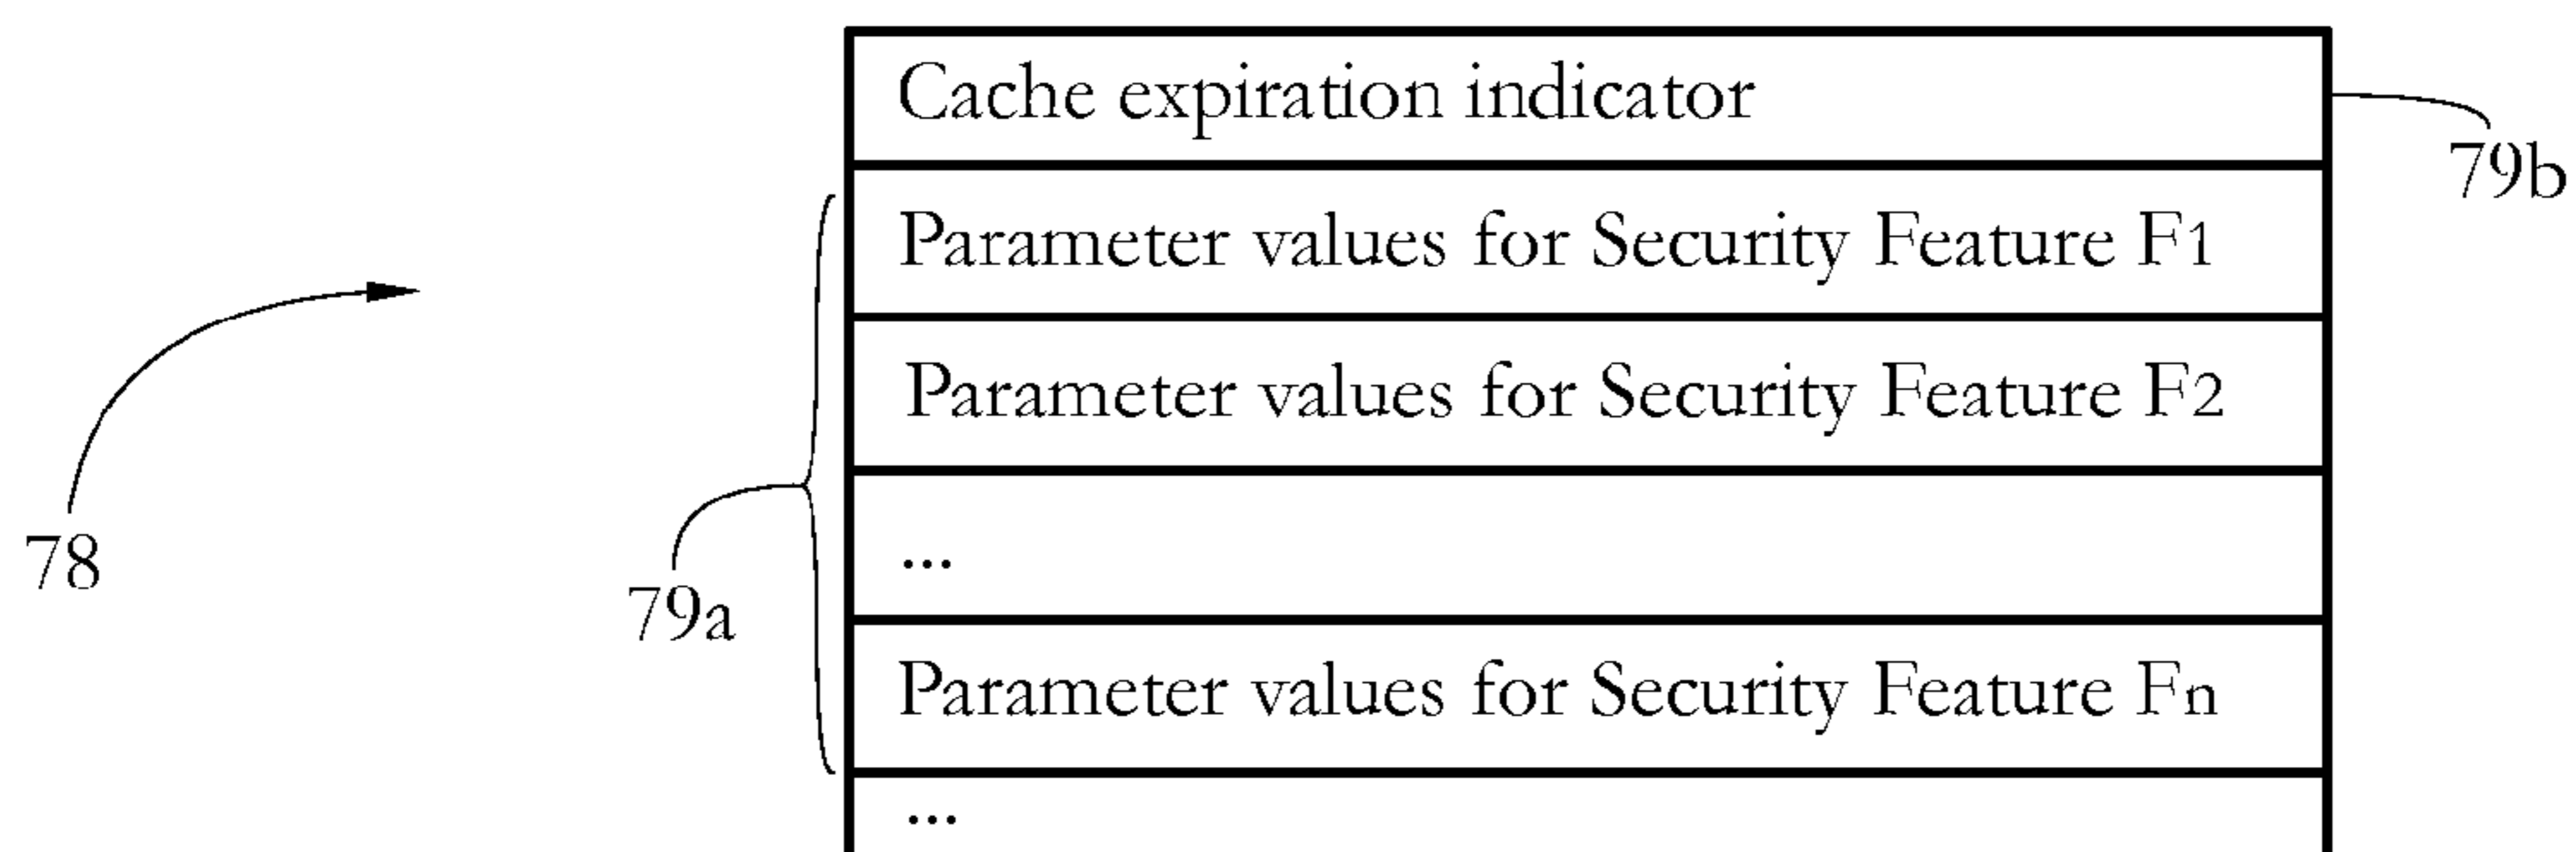 Cache expiration indicator
79b
Parameter values for Security Feature F1
Parameter values for Security Feature F2
78
79a
...
Parameter values for Security Feature Fn
...